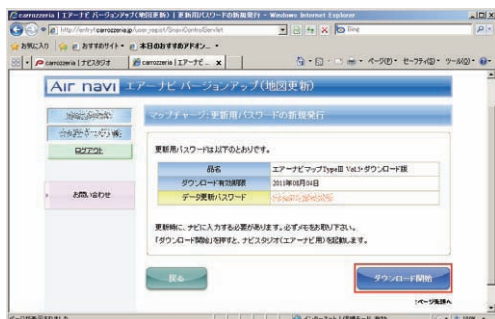 carrozzeria | エアーナビ バージョンアップ(地図更新) | 更新用パスワードの新規発行 - Windows Internet Explorer
http://entry1.carrozzeria.jp/
Bing
お気に入り おすすめサイト 本日のおすすめアドオン...
carrozzeria | ナビスタジオ carrozzeria | エアーナビ... ページ(P) セーフティ(S) ツール(O)
Air navi エアーナビ バージョンアップ(地図更新)
マップチャージ:更新用パスワードの新規発行
ログアウト
お問い合わせ
更新用パスワードは以下のとおりです。
品名 エアーナビマップTypeⅢ Vol.3・ダウンロード版
ダウンロード有効期限
データ更新パスワード
更新時に、ナビに入力する必要があります。必ずメモをお取り下さい。
「ダウンロード開始」を押すと、ナビスタジオ(エアーナビ用)を起動します。
戻る
ダウンロード開始
ページ先頭へ